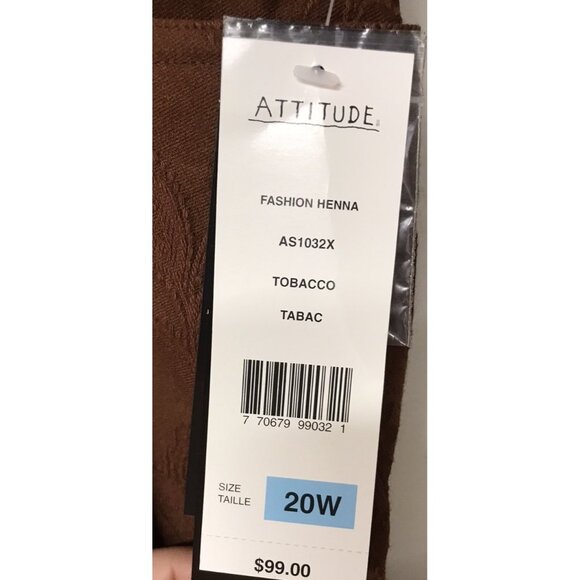 ATTITUDE
FASHION HENNA
AS1032X
TOBACCO
TABAC
7 70679 99032 1
SIZE
TAILLE
20W
$99.00